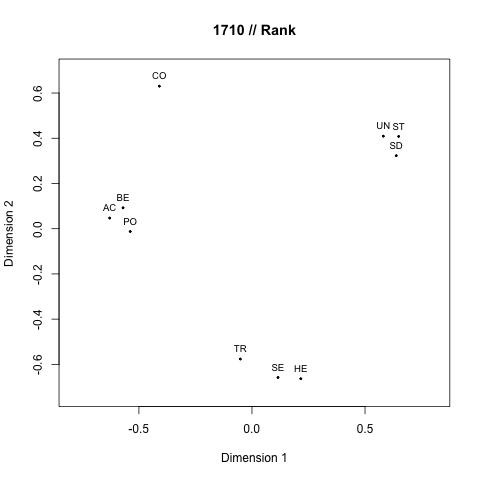 1710 // Rank
CO
UN ST
SD
BE
AC
PO
TR
SE HE
0.6
0.4
0.2
0.0
-0.2
-0.4
-0.6
Dimension 2
-0.5 0.0 0.5
Dimension 1